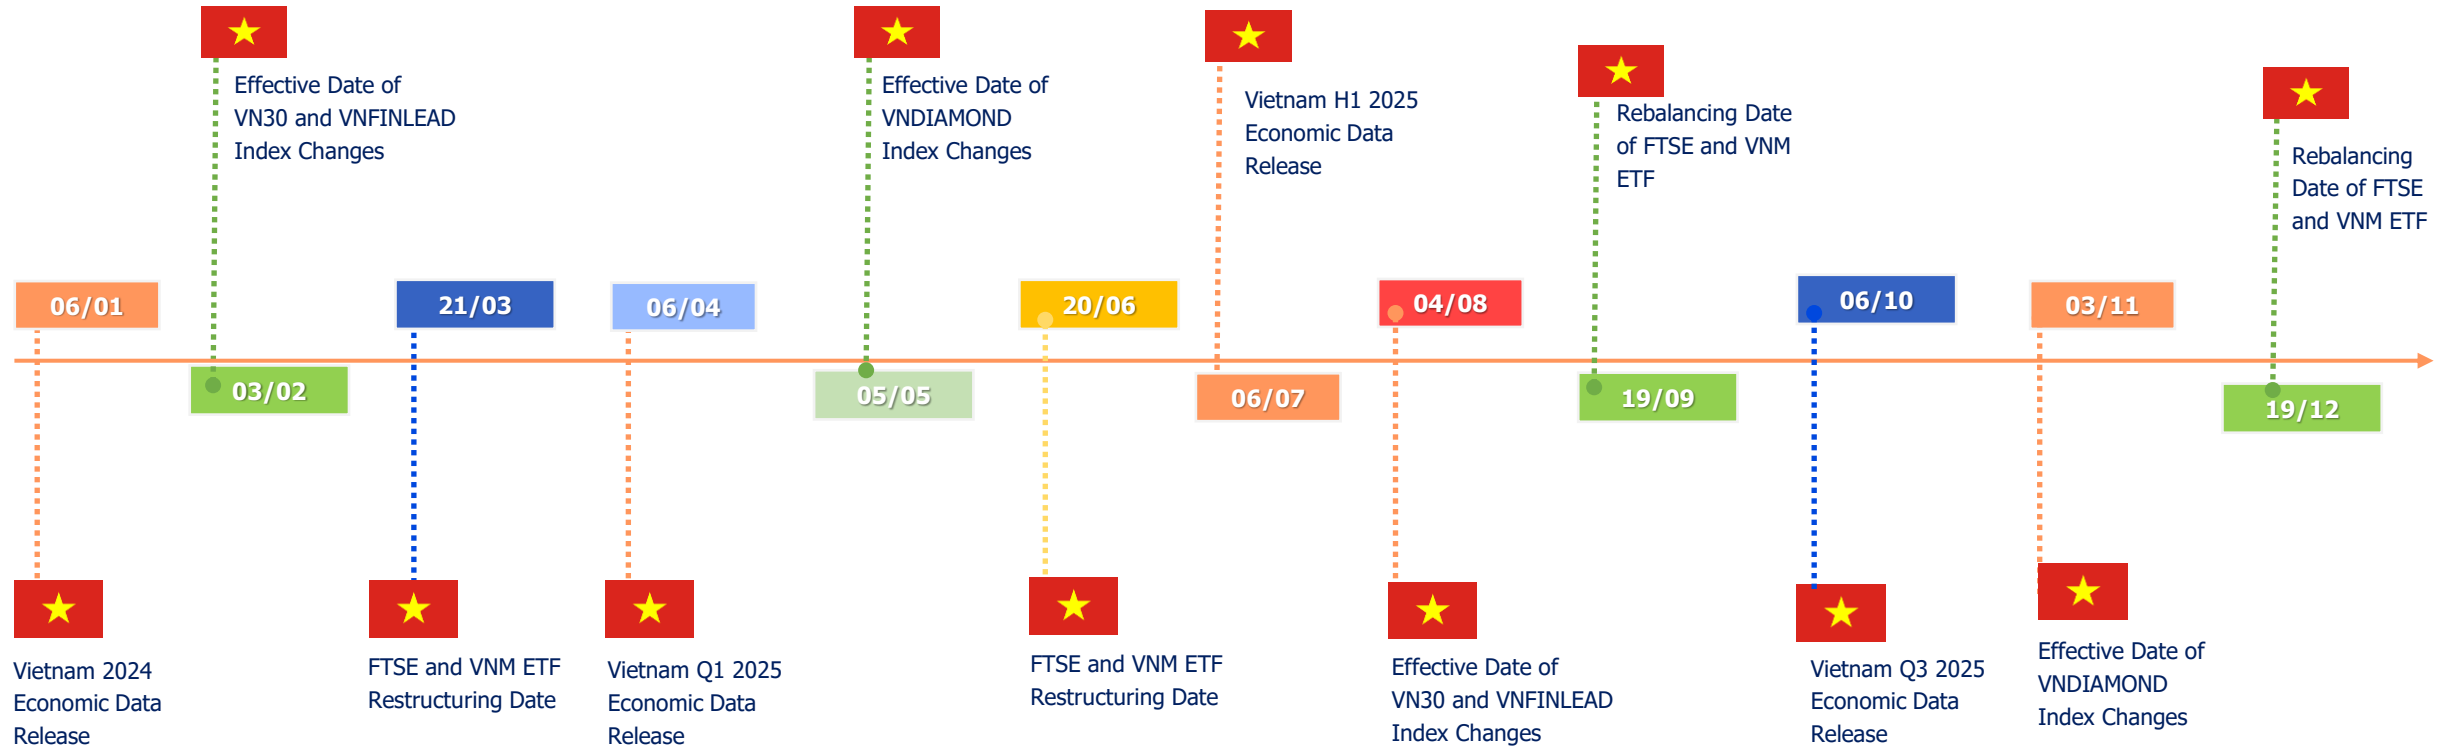 Effective Date of
VN30 and VNFINLEAD
Index Changes
Effective Date of
VNDIAMOND
Index Changes
Vietnam H1 2025
Economic Data
Release
Rebalancing Date
of FTSE and VNM
ETF
Rebalancing
Date of FTSE
and VNM ETF
06/01
03/02
21/03
06/04
05/05
20/06
06/07
04/08
19/09
06/10
03/11
19/12
Vietnam 2024
Economic Data
Release
FTSE and VNM ETF
Restructuring Date
Vietnam Q1 2025
Economic Data
Release
FTSE and VNM ETF
Restructuring Date
Effective Date of
VN30 and VNFINLEAD
Index Changes
Vietnam Q3 2025
Economic Data
Release
Effective Date of
VNDIAMOND
Index Changes